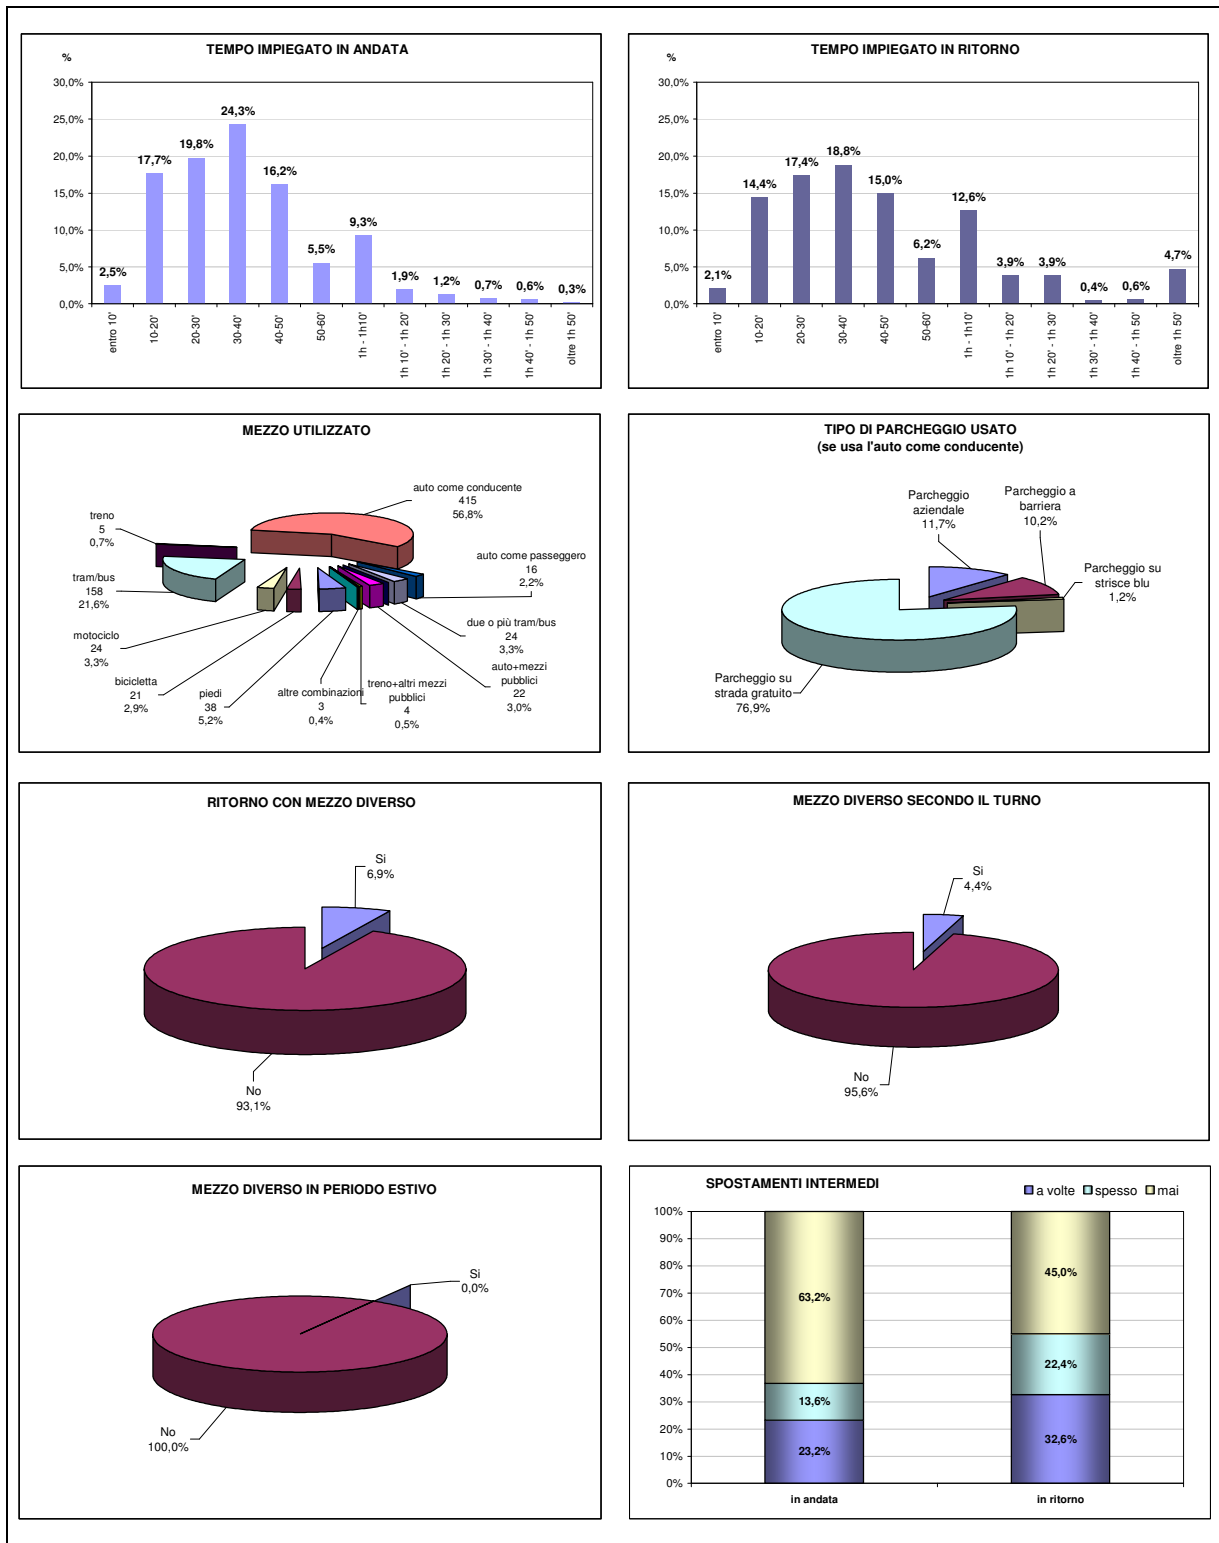 TEMPO IMPIEGATO IN ANDATA
%
30,0%
25,0%
20,0%
15,0%
10,0%
5,0%
0,0%
2,5%
17,7%
19,8%
24,3%
16,2%
5,5%
9,3%
1,9%
1,2%
0,7%
0,6%
0,3%
entro 10'
10-20'
20-30'
30-40'
40-50'
50-60'
1h - 1h10'
1h 10' - 1h 20'
1h 20' - 1h 30'
1h 30' - 1h 40'
1h 40' - 1h 50'
oltre 1h 50'
TEMPO IMPIEGATO IN RITORNO
%
30,0%
25,0%
20,0%
15,0%
10,0%
5,0%
0,0%
2,1%
14,4%
17,4%
18,8%
15,0%
6,2%
12,6%
3,9%
3,9%
0,4%
0,6%
4,7%
entro 10'
10-20'
20-30'
30-40'
40-50'
50-60'
1h - 1h10'
1h 10' - 1h 20'
1h 20' - 1h 30'
1h 30' - 1h 40'
1h 40' - 1h 50'
oltre 1h 50'
MEZZO UTILIZZATO
auto come conducente
415
56,8%
treno
5
0,7%
auto come passeggero
16
2,2%
tram/bus
158
21,6%
due o più tram/bus
24
3,3%
motociclo
24
3,3%
auto+mezzi
pubblici
22
3,0%
bicicletta
21
2,9%
piedi
38
5,2%
altre combinazioni
3
0,4%
treno+altri mezzi
pubblici
4
0,5%
TIPO DI PARCHEGGIO USATO
(se usa l'auto come conducente)
Parcheggio
aziendale
11,7%
Parcheggio a
barriera
10,2%
Parcheggio su
strisce blu
1,2%
Parcheggio su
strada gratuito
76,9%
RITORNO CON MEZZO DIVERSO
Si
6,9%
No
93,1%
MEZZO DIVERSO SECONDO IL TURNO
Si
4,4%
No
95,6%
MEZZO DIVERSO IN PERIODO ESTIVO
Si
0,0%
No
100,0%
SPOSTAMENTI INTERMEDI
a volte spesso mai
100%
90%
80%
70%
60%
50%
40%
30%
20%
10%
0%
63,2%
13,6%
23,2%
45,0%
22,4%
32,6%
in andata
in ritorno